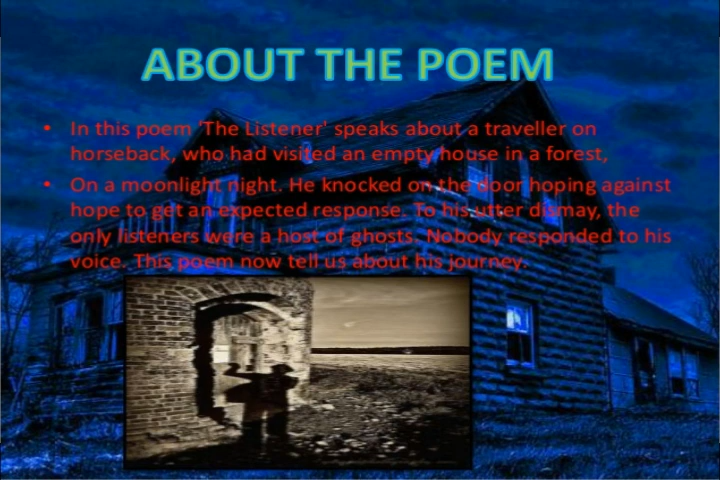 ABOUT THE POEM
• In this poem 'The Listener' speaks about a traveller on
horseback, who had visited an empty house in a forest,
• On a moonlight night. He knocked on the door hoping against
hope to get an expected response. To his utter dismay, the
only listeners were a host of ghosts. Nobody responded to his
voice. This poem now tell us about his journey.